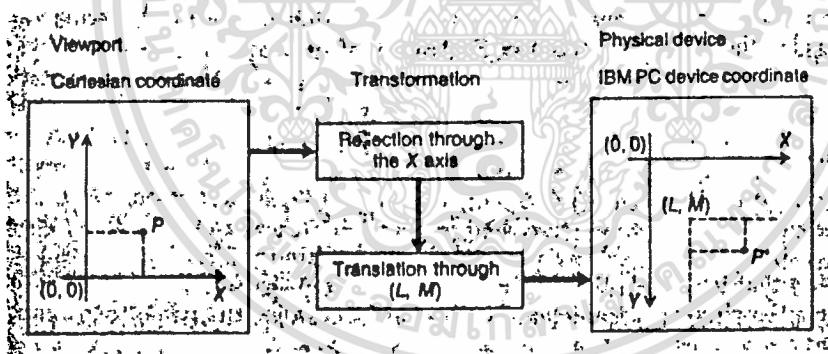 Viewport
Cartesian coordinate
Y
P
(0, 0)
X
Transformation
Reflection through
the X axis
Translation through
(L, M)
Physical device
IBM PC device coordinate
(0, 0)
X
(L, M)
P'
Y